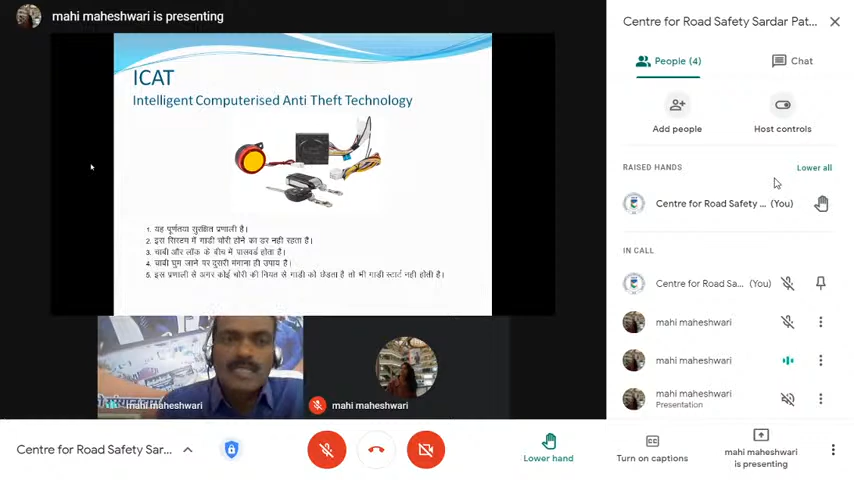 mahi maheshwari is presenting
ICAT
Intelligent Computerised Anti Theft Technology
1. यह पूर्णतया सुरक्षित प्रणाली है।
2. इस सिस्टम में गाडी चोरी होने का डर नही रहता है।
3. चाबी और लॉक के बीच में पासवर्ड होता है।
4. चाबी घुम जाने पर दुसरी मंगाना ही उपाय है।
5. इस प्रणाली से अगर कोई चोरी की नियत से गाडी को छेडता है तो भी गाडी स्टार्ट नही होती है।
mahi maheshwari
mahi maheshwari
Centre for Road Safety Sardar Pat...
People (4)
Chat
Add people
Host controls
RAISED HANDS
Lower all
Centre for Road Safety ... (You)
IN CALL
Centre for Road Sa... (You)
mahi maheshwari
mahi maheshwari
mahi maheshwari
Presentation
Centre for Road Safety Sar...
Lower hand
Turn on captions
mahi maheshwari
is presenting